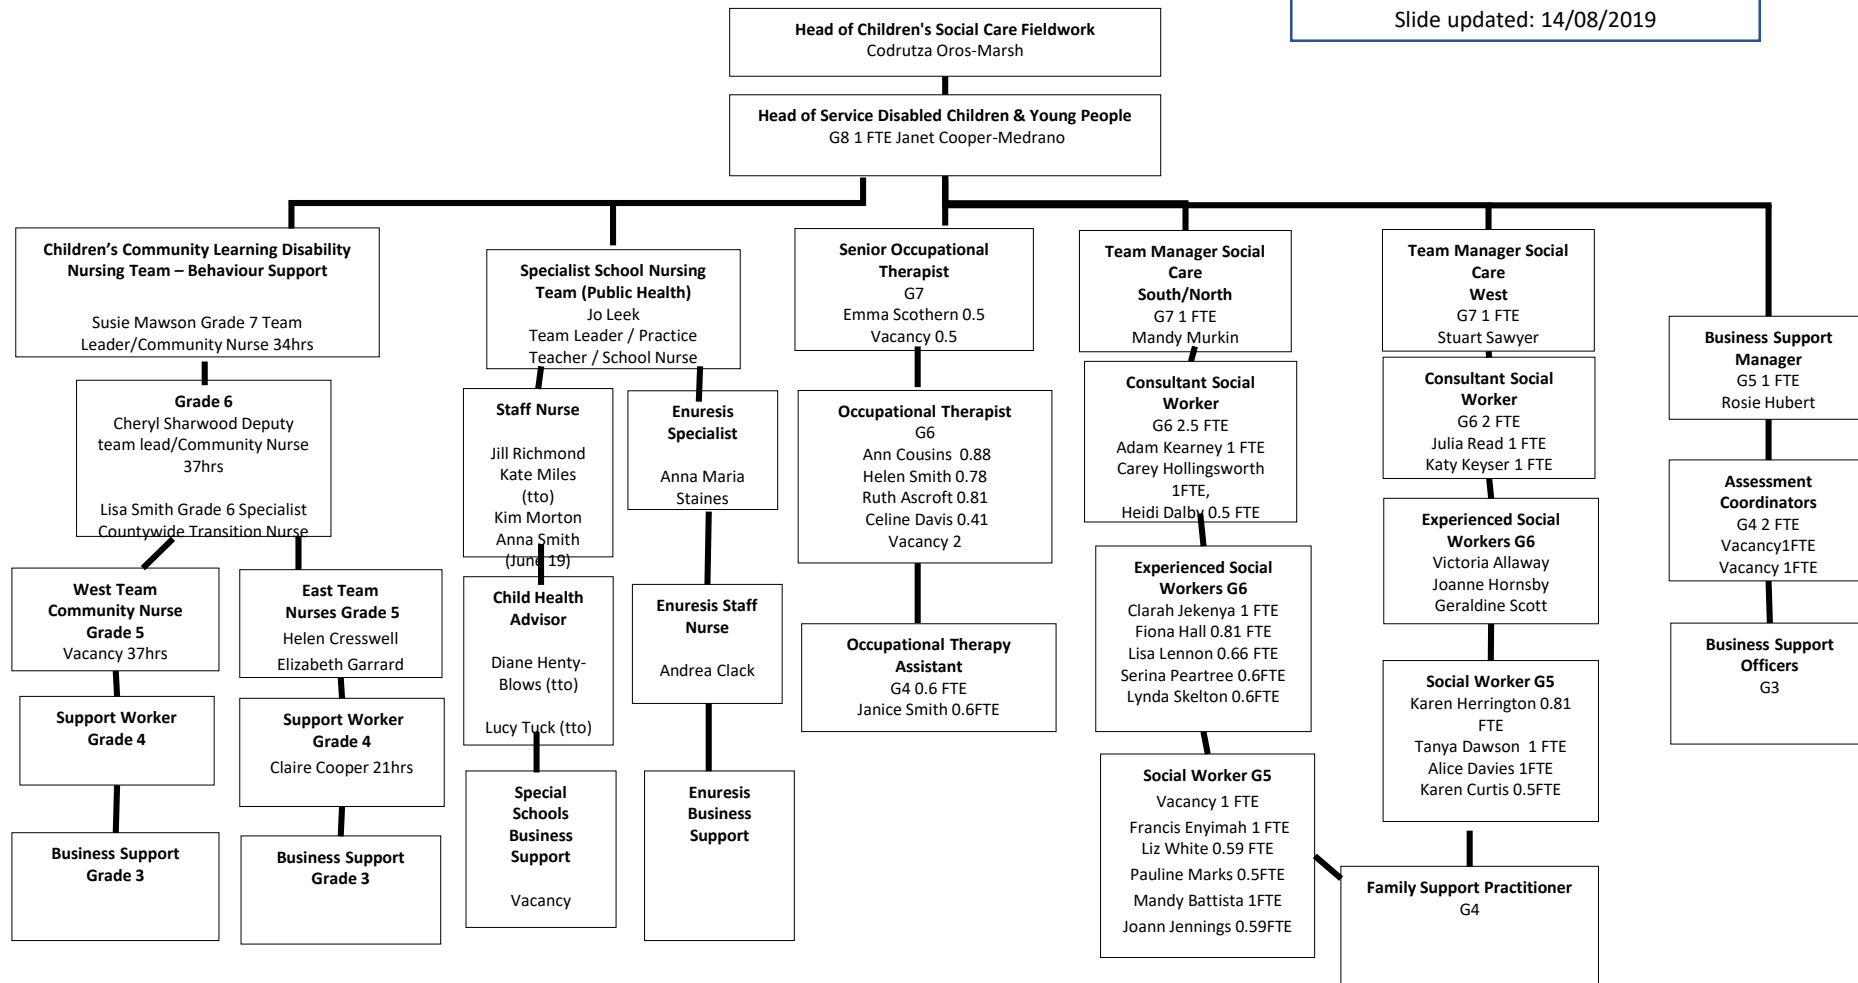 Slide updated: 14/08/2019
Head of Children's Social Care Fieldwork
Codrutza Oros-Marsh
Head of Service Disabled Children & Young People
G8 1 FTE Janet Cooper-Medrano
Children's Community Learning Disability
Nursing Team – Behaviour Support
Susie Mawson Grade 7 Team
Leader/Community Nurse 34hrs
Grade 6
Cheryl Sharwood Deputy
team lead/Community Nurse
37hrs
Lisa Smith Grade 6 Specialist
Countywide Transition Nurse
West Team
Community Nurse
Grade 5
Vacancy 37hrs
Support Worker
Grade 4
Business Support
Grade 3
East Team
Nurses Grade 5
Helen Cresswell
Elizabeth Garrard
Support Worker
Grade 4
Claire Cooper 21hrs
Business Support
Grade 3
Specialist School Nursing
Team (Public Health)
Jo Leek
Team Leader / Practice
Teacher / School Nurse
Staff Nurse
Jill Richmond
Kate Miles
(tto)
Kim Morton
Anna Smith
(June 19)
Child Health
Advisor
Diane Henty-
Blows (tto)
Lucy Tuck (tto)
Special
Schools
Business
Support
Vacancy
Enuresis
Specialist
Anna Maria
Staines
Enuresis Staff
Nurse
Andrea Clack
Enuresis
Business
Support
Senior Occupational
Therapist
G7
Emma Scothern 0.5
Vacancy 0.5
Occupational Therapist
G6
Ann Cousins 0.88
Helen Smith 0.78
Ruth Ascroft 0.81
Celine Davis 0.41
Vacancy 2
Occupational Therapy
Assistant
G4 0.6 FTE
Janice Smith 0.6FTE
Team Manager Social
Care
South/North
G7 1 FTE
Mandy Murkin
Consultant Social
Worker
G6 2.5 FTE
Adam Kearney 1 FTE
Carey Hollingsworth
1FTE,
Heidi Dalby 0.5 FTE
Experienced Social
Workers G6
Clarah Jekenya 1 FTE
Fiona Hall 0.81 FTE
Lisa Lennon 0.66 FTE
Serina Peartree 0.6FTE
Lynda Skelton 0.6FTE
Social Worker G5
Vacancy 1 FTE
Francis Enyimah 1 FTE
Liz White 0.59 FTE
Pauline Marks 0.5FTE
Mandy Battista 1FTE
Joann Jennings 0.59FTE
Team Manager Social
Care
West
G7 1 FTE
Stuart Sawyer
Consultant Social
Worker
G6 2 FTE
Julia Read 1 FTE
Katy Keyser 1 FTE
Experienced Social
Workers G6
Victoria Allaway
Joanne Hornsby
Geraldine Scott
Social Worker G5
Karen Herrington 0.81
FTE
Tanya Dawson 1 FTE
Alice Davies 1FTE
Karen Curtis 0.5FTE
Family Support Practitioner
G4
Business Support
Manager
G5 1 FTE
Rosie Hubert
Assessment
Coordinators
G4 2 FTE
Vacancy1FTE
Vacancy 1FTE
Business Support
Officers
G3